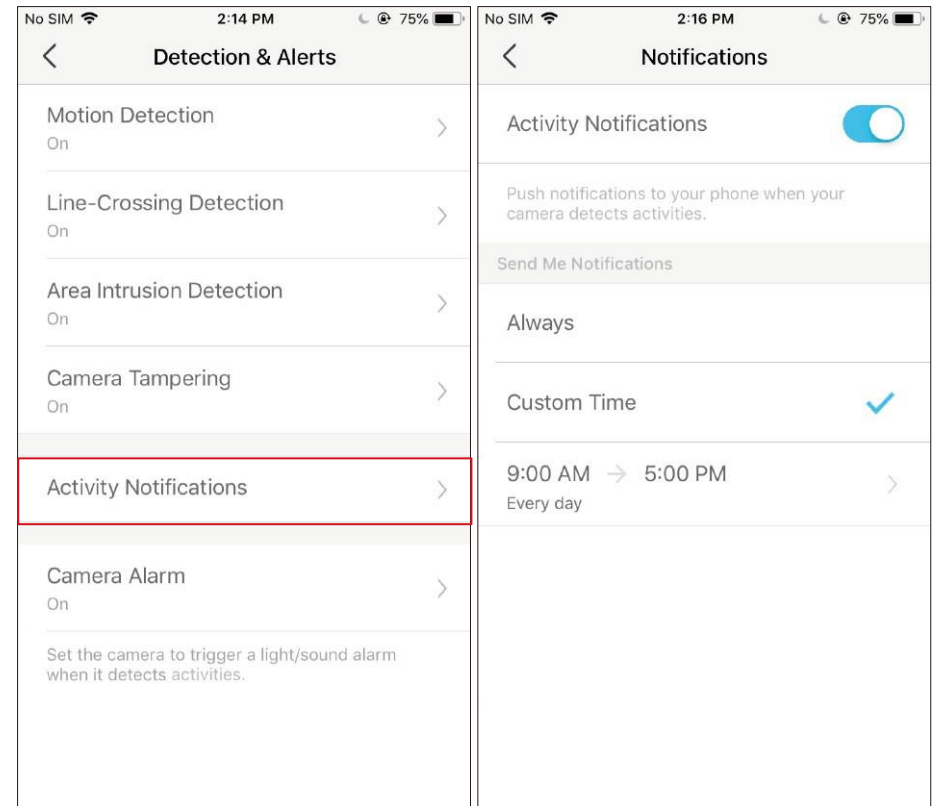 No SIM 2:14 PM 75%
Detection & Alerts
Motion Detection
On
Line-Crossing Detection
On
Area Intrusion Detection
On
Camera Tampering
On
Activity Notifications
Camera Alarm
On
Set the camera to trigger a light/sound alarm
when it detects activities.
No SIM 2:16 PM 75%
Notifications
Activity Notifications
Push notifications to your phone when your
camera detects activities.
Send Me Notifications
Always
Custom Time
9:00 AM → 5:00 PM
Every day